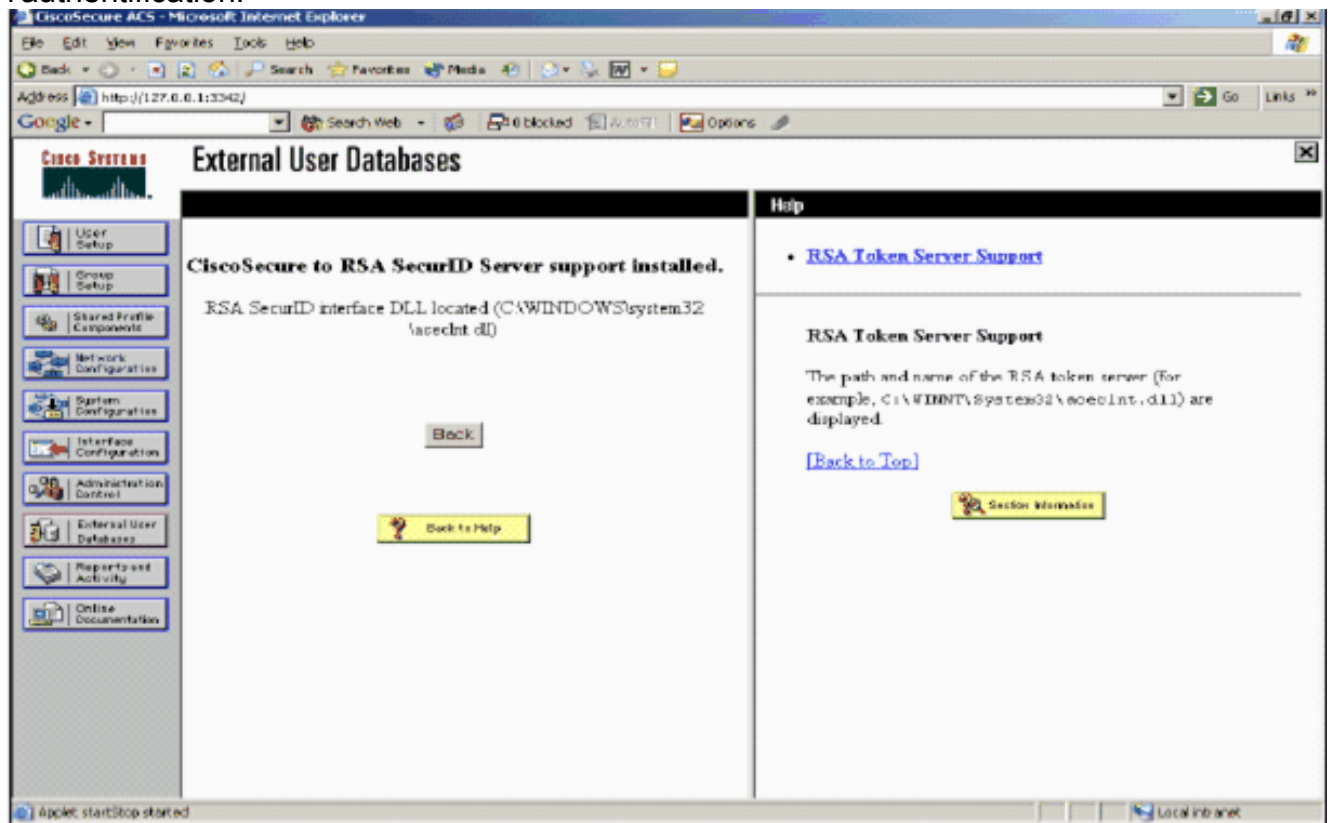 l'authentification.
CiscoSecure ACS - Microsoft Internet Explorer
File Edit View Favorites Tools Help
Back Search Favorites Media
Address http://127.0.0.1:3342/ Go Links »
Google Search Web 0 blocked AutoFill Options
CISCO SYSTEMS
External User Databases
User Setup
Group Setup
Shared Profile Components
Network Configuration
System Configuration
Interface Configuration
Administration Control
External User Databases
Reports and Activity
Online Documentation
CiscoSecure to RSA SecurID Server support installed.
RSA SecurID interface DLL located (C:\WINDOWS\system32
\aceclnt.dll)
Back
Back to Help
Help
• RSA Token Server Support
RSA Token Server Support
The path and name of the RSA token server (for
example, C:\WINNT\System32\aceclnt.dll) are
displayed.
[Back to Top]
Section Information
Applet startStop started
Local intranet